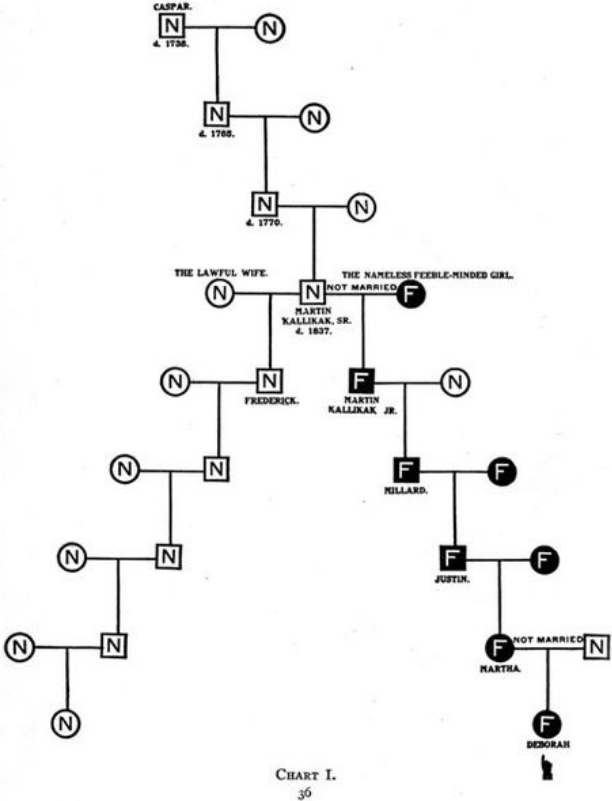 CASPAR.
N N
d. 1735.
N N
d. 1765.
N N
d. 1770.
THE LAWFUL WIFE. THE NAMELESS FEEBLE-MINDED GIRL.
N N NOT MARRIED F
MARTIN
KALLIKAK, SR.
d. 1837.
N N F N
FREDERICK. MARTIN
KALLIKAK JR.
N N F F
MILLARD.
N N F F
JUSTIN.
N N F NOT MARRIED N
MARTHA.
N F
DEBORAH
CHART I.
36